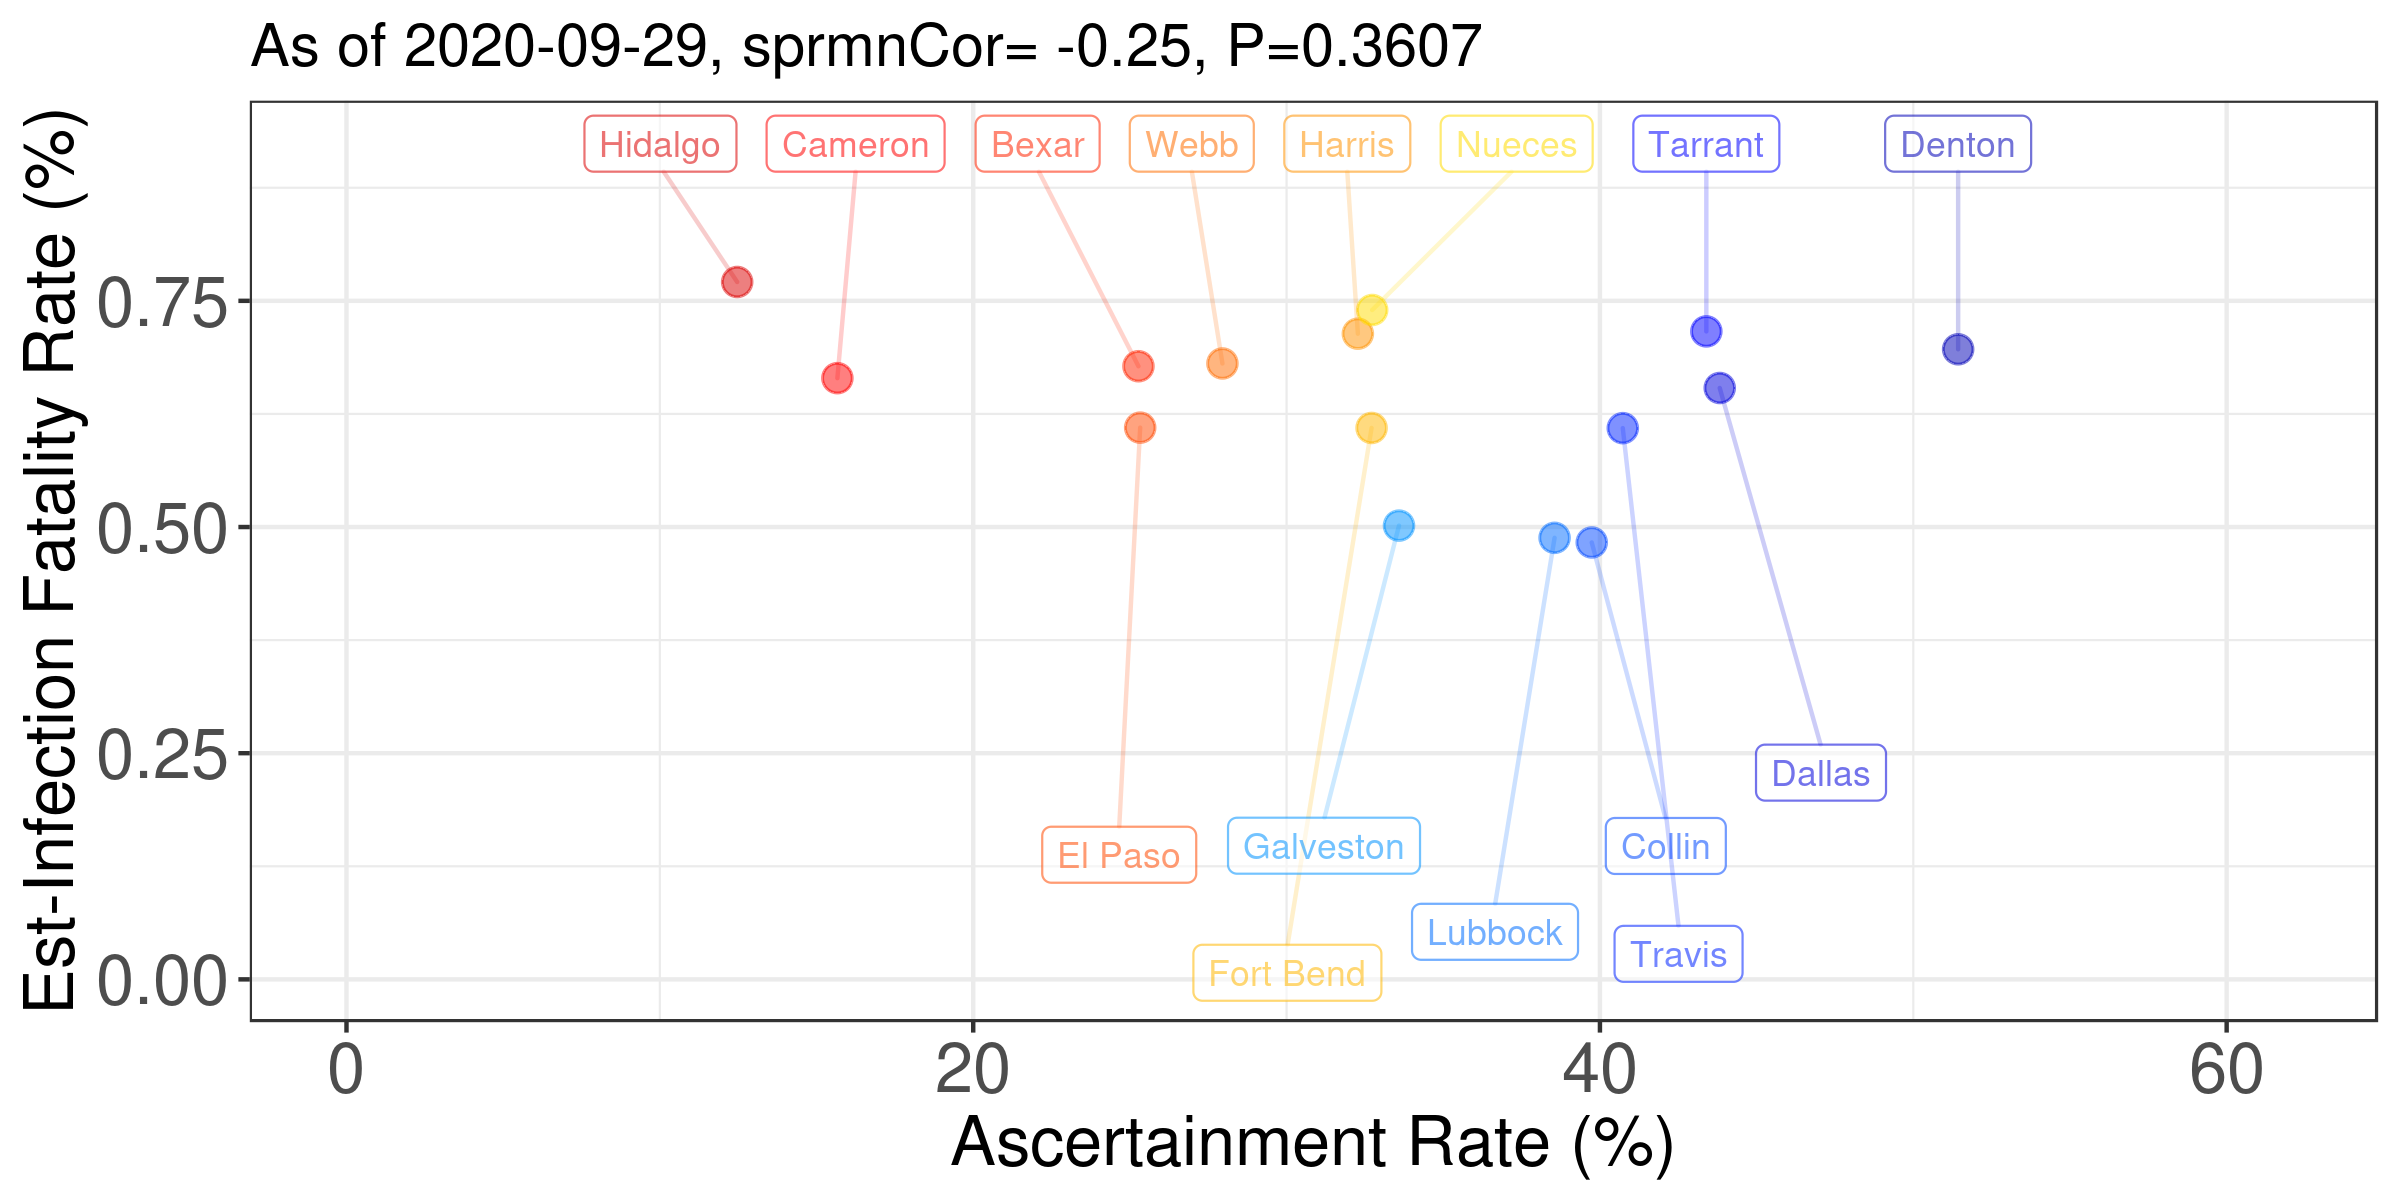 As of 2020-09-29, sprmnCor= -0.25, P=0.3607
Est-Infection Fatality Rate (%)
0.75
0.50
0.25
0.00
Hidalgo
Cameron
Bexar
Webb
Harris
Nueces
Tarrant
Denton
Dallas
El Paso
Galveston
Collin
Lubbock
Travis
Fort Bend
0
20
40
60
Ascertainment Rate (%)